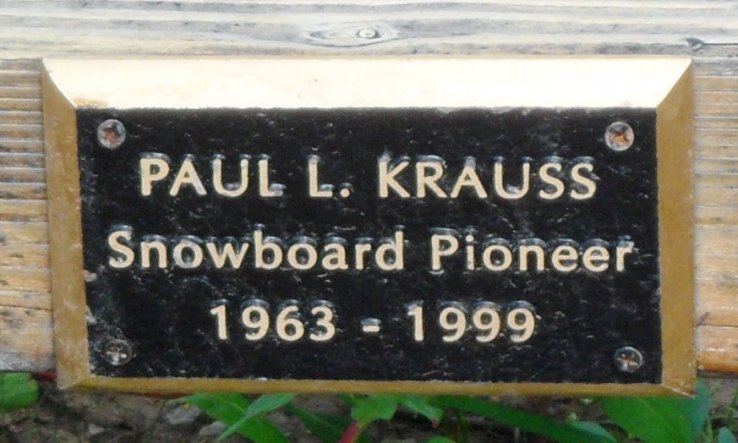 PAUL L. KRAUSS
Snowboard Pioneer
1963 - 1999